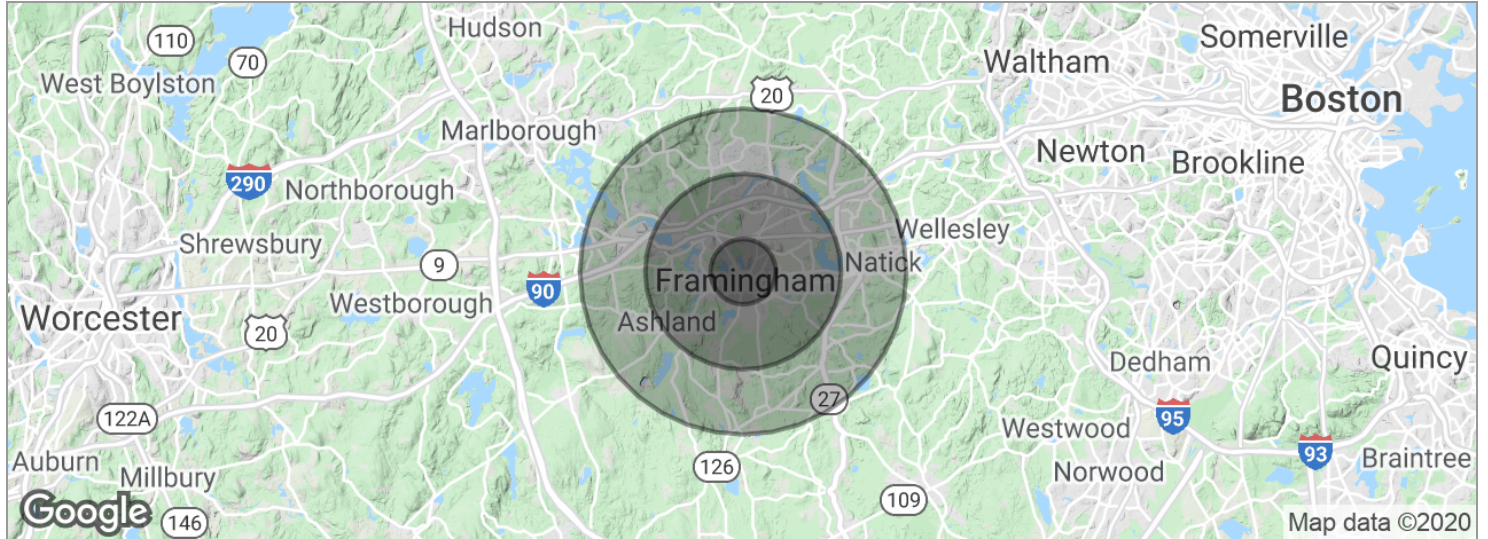 Hudson
Somerville
110
70
Waltham
West Boylston
20
Boston
Marlborough
Newton
Brookline
290
Northborough
Shrewsbury
Wellesley
9
Natick
90
Framingham
Westborough
Worcester
20
Ashland
Dedham
Quincy
27
122A
95
Westwood
93
Auburn
Millbury
126
Norwood
Braintree
109
Google
146
Map data ©2020